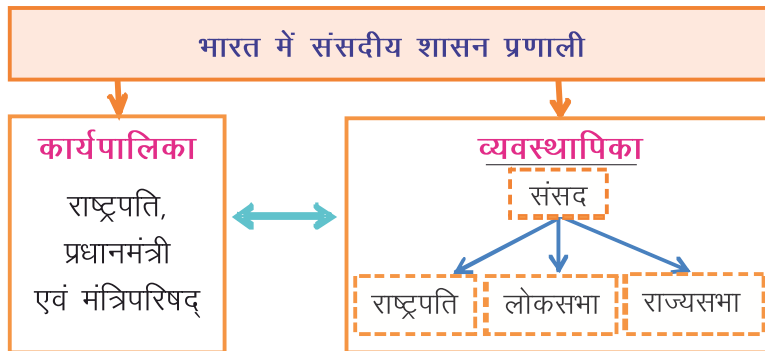 भारत में संसदीय शासन प्रणाली
कार्यपालिका
राष्ट्रपति,
प्रधानमंत्री
एवं मंत्रिपरिषद्
व्यवस्थापिका
संसद
राष्ट्रपति
लोकसभा
राज्यसभा